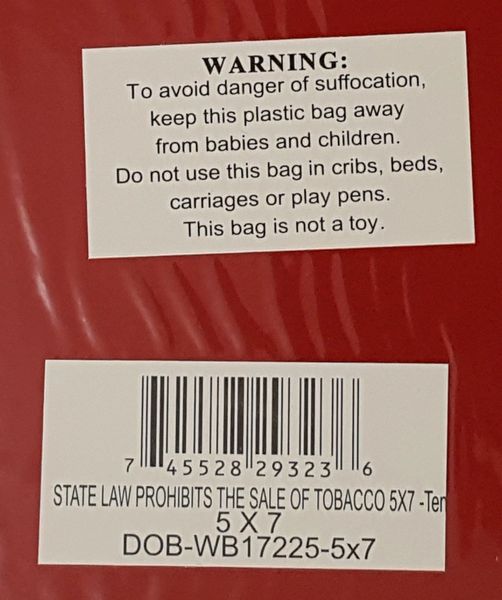 WARNING:
To avoid danger of suffocation,
keep this plastic bag away
from babies and children.
Do not use this bag in cribs, beds,
carriages or play pens.
This bag is not a toy.
7 45528 29323 6
STATE LAW PROHIBITS THE SALE OF TOBACCO 5X7 -Ten
5 X 7
DOB-WB17225-5x7